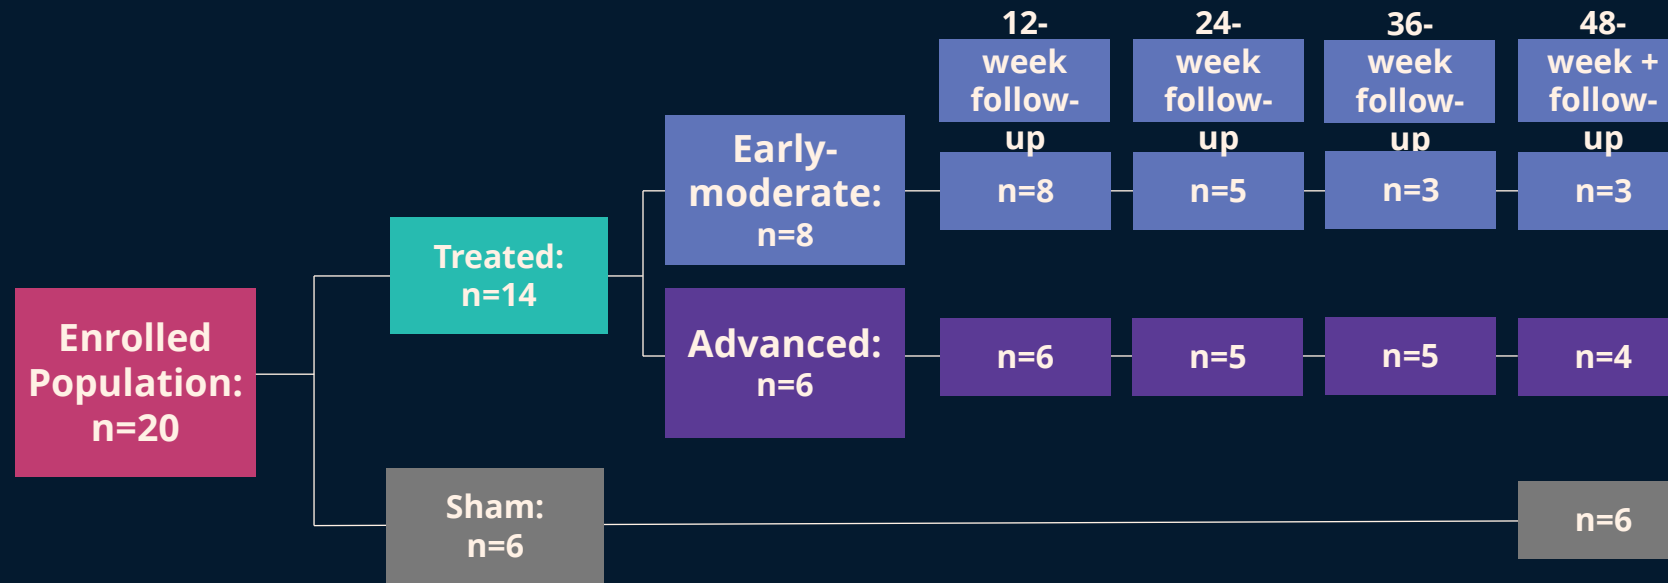 12-
week
follow-
up
24-
week
follow-
up
36-
week
follow-
up
48-
week +
follow-
up
Early-
moderate:
n=8
n=8
n=5
n=3
n=3
Treated:
n=14
Enrolled
Population:
n=20
Advanced:
n=6
n=6
n=5
n=5
n=4
Sham:
n=6
n=6